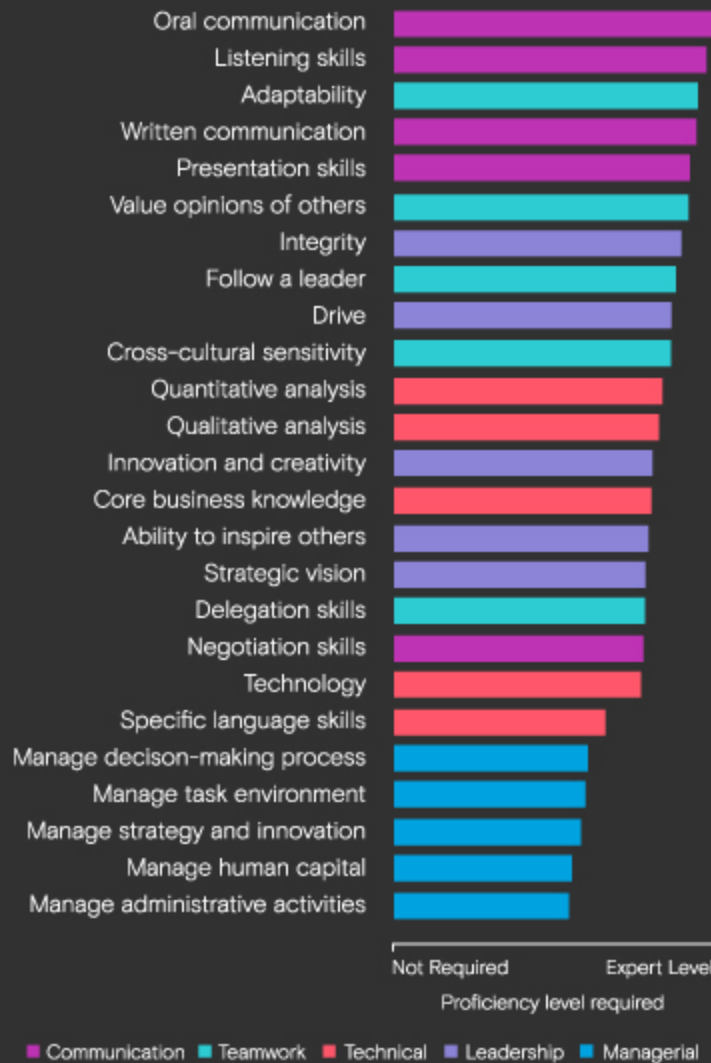 Oral communication
Listening skills
Adaptability
Written communication
Presentation skills
Value opinions of others
Integrity
Follow a leader
Drive
Cross-cultural sensitivity
Quantitative analysis
Qualitative analysis
Innovation and creativity
Core business knowledge
Ability to inspire others
Strategic vision
Delegation skills
Negotiation skills
Technology
Specific language skills
Manage decison-making process
Manage task environment
Manage strategy and innovation
Manage human capital
Manage administrative activities
Not Required Expert Level
Proficiency level required
Communication Teamwork Technical Leadership Managerial